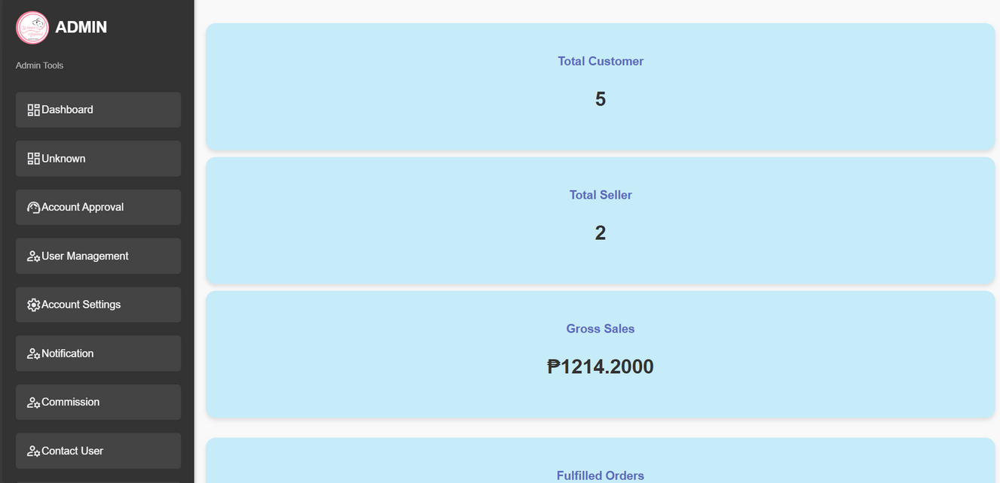 ADMIN
Admin Tools
Dashboard
Unknown
Account Approval
User Management
Account Settings
Notification
Commission
Contact User
Total Customer
5
Total Seller
2
Gross Sales
₱1214.2000
Fulfilled Orders